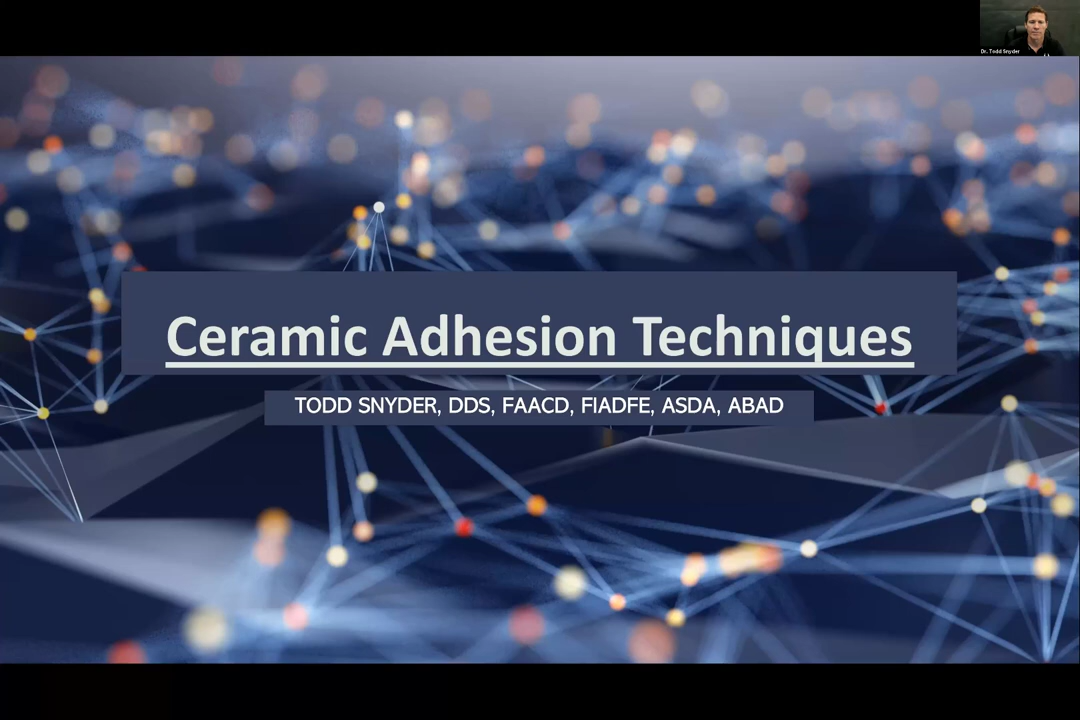 Dr. Todd Snyder
Ceramic Adhesion Techniques
TODD SNYDER, DDS, FAACD, FIADFE, ASDA, ABAD